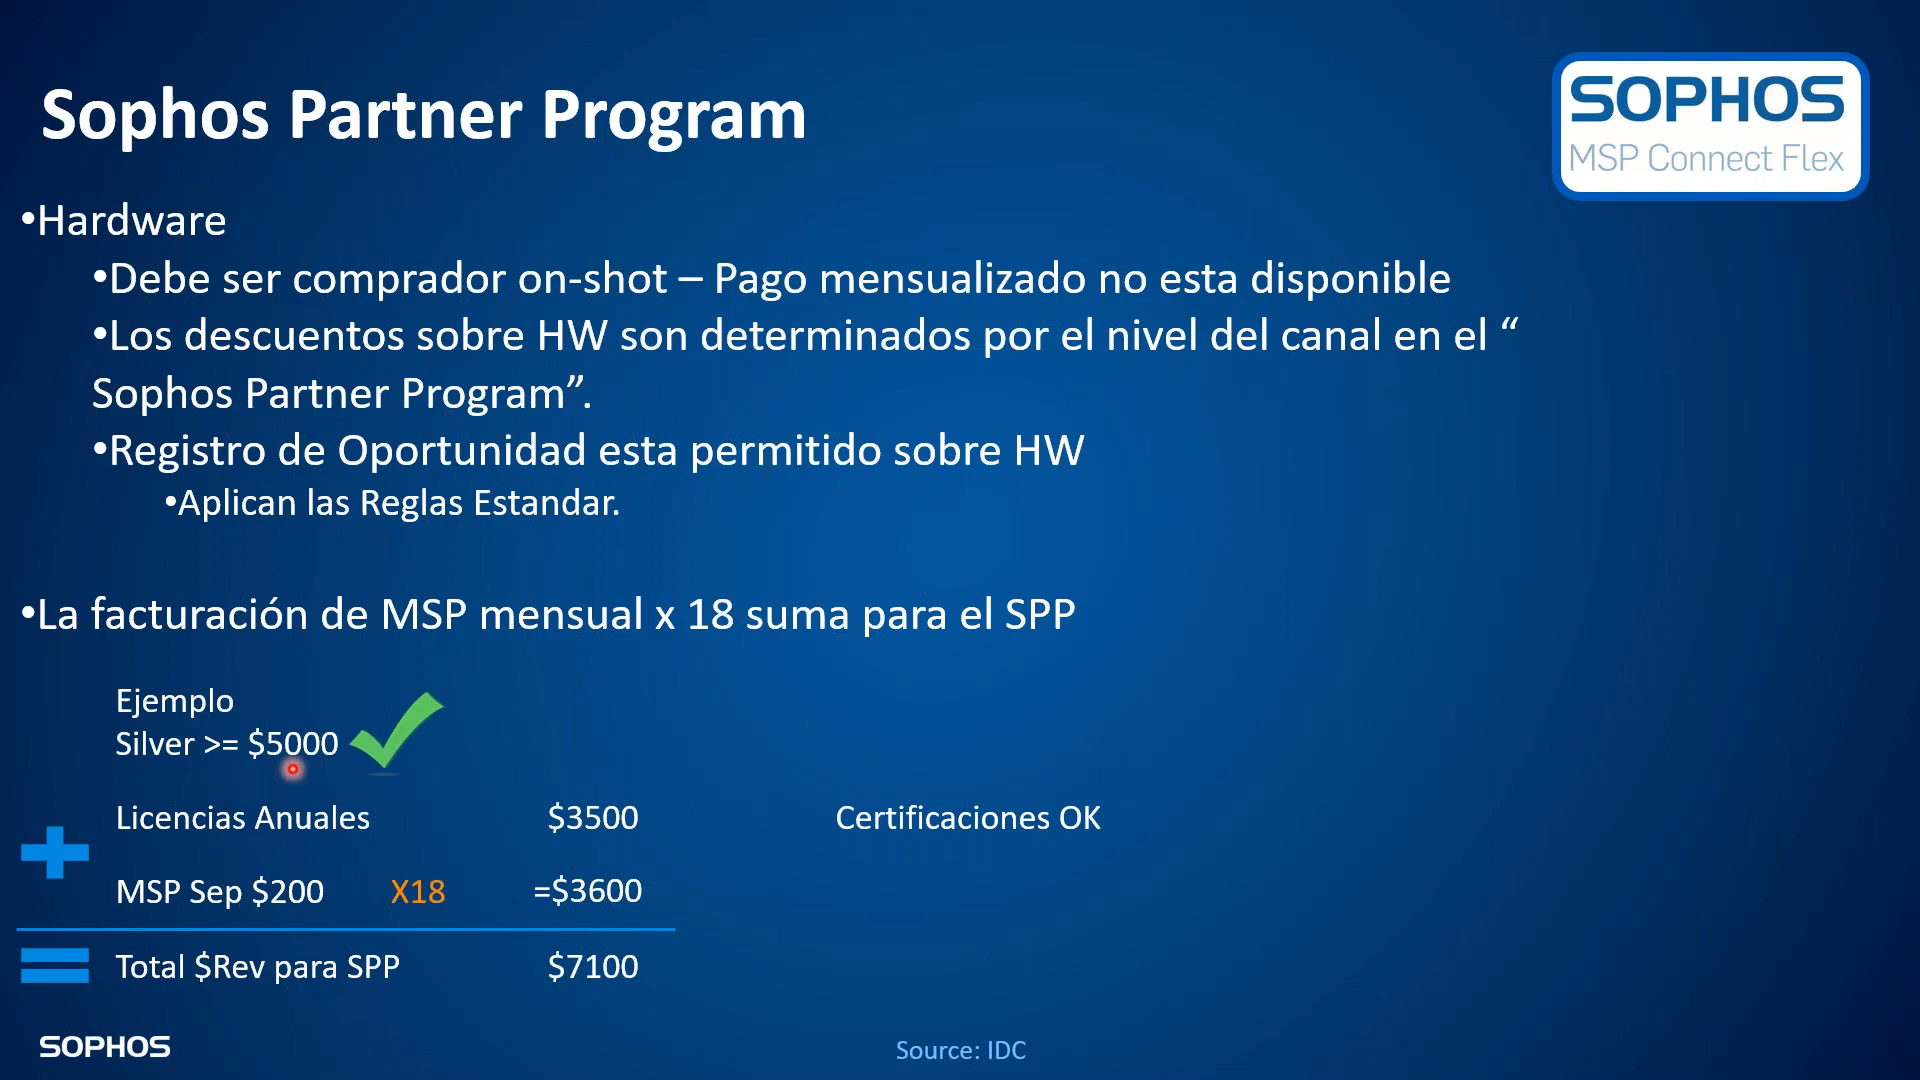 Sophos Partner Program
SOPHOS
MSP Connect Flex
•Hardware
•Debe ser comprador on-shot – Pago mensualizado no esta disponible
•Los descuentos sobre HW son determinados por el nivel del canal en el “
Sophos Partner Program”.
•Registro de Oportunidad esta permitido sobre HW
•Aplican las Reglas Estandar.
•La facturación de MSP mensual x 18 suma para el SPP
Ejemplo
Silver >= $5000
Licencias Anuales $3500 Certificaciones OK
MSP Sep $200 X18 =$3600
Total $Rev para SPP $7100
SOPHOS
Source: IDC